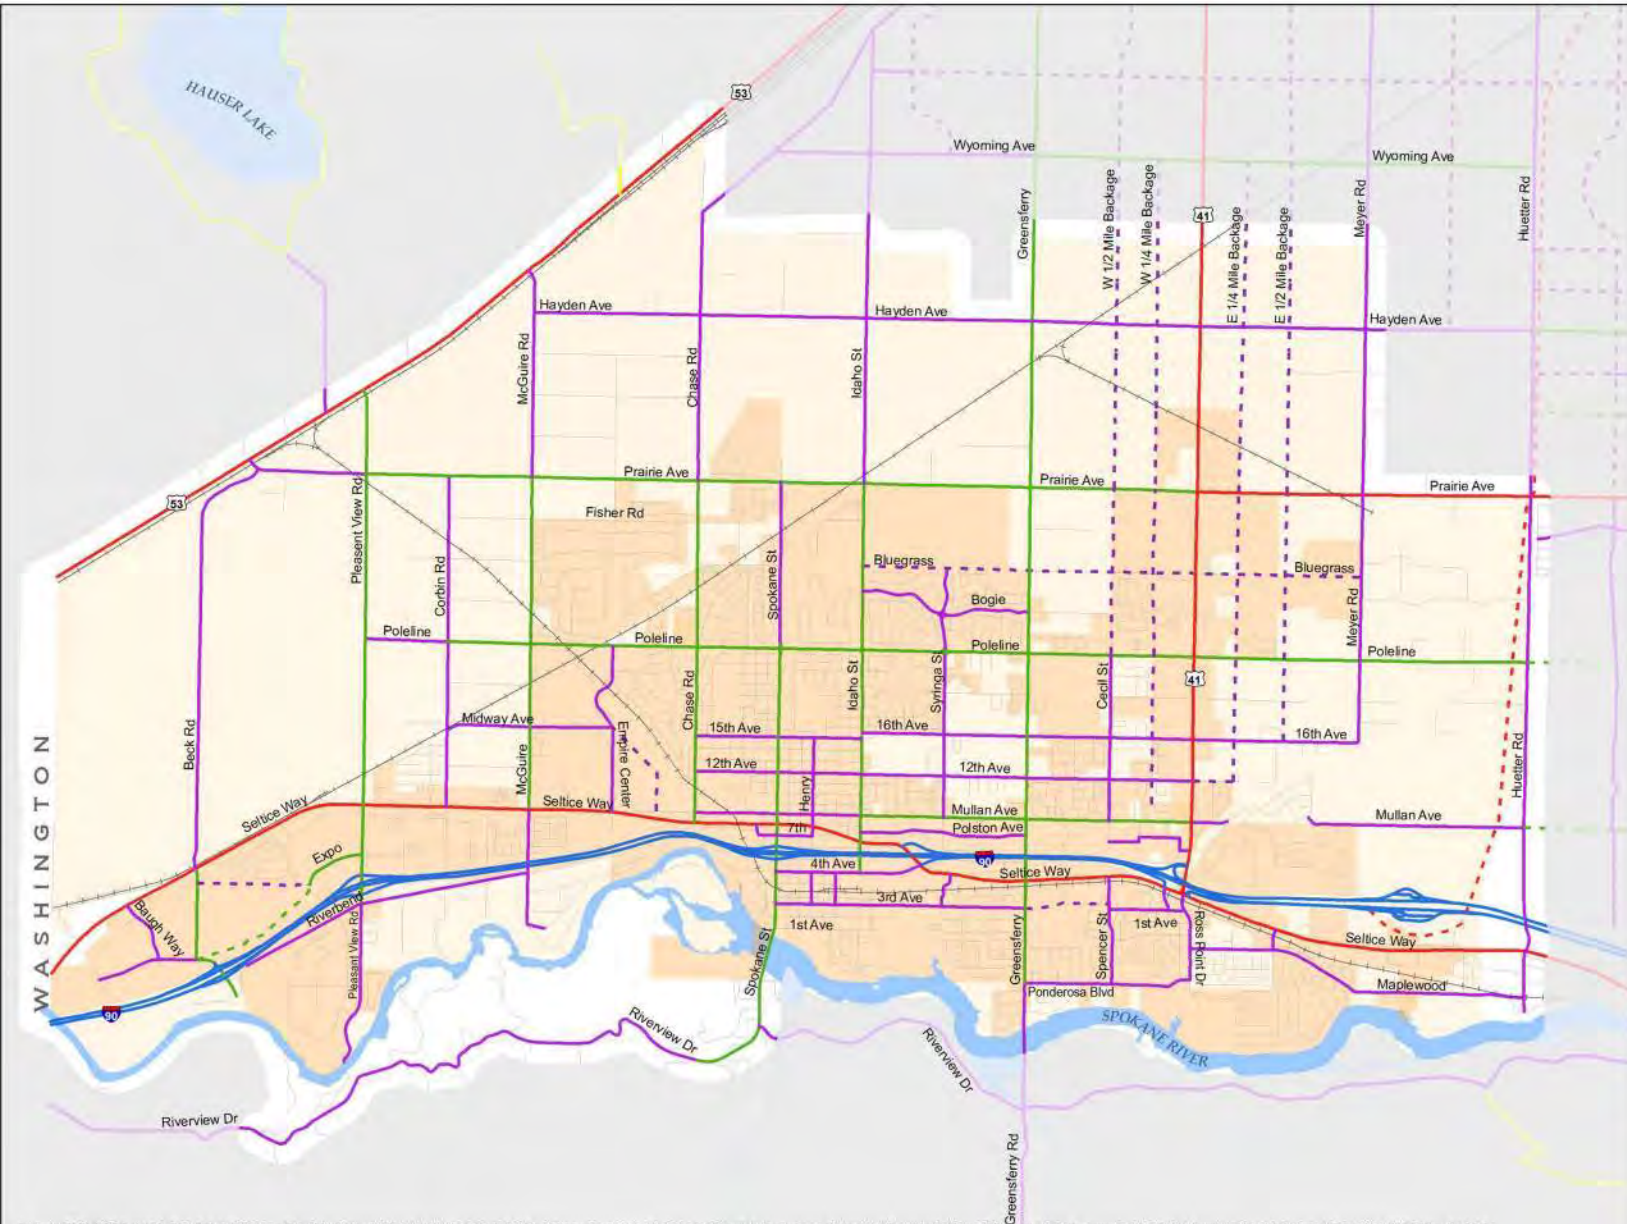 HAUSER LAKE
53
Wyoming Ave
Wyoming Ave
Greensferry
W 1/2 Mile Backage
W 1/4 Mile Backage
41
E 1/4 Mile Backage
E 1/2 Mile Backage
Meyer Rd
Huetter Rd
Hayden Ave
Hayden Ave
Hayden Ave
McGuire Rd
Chase Rd
Idaho St
Prairie Ave
Prairie Ave
Prairie Ave
53
Pleasent View Rd
Fisher Rd
Corbin Rd
Spokane St
Bluegrass
Bluegrass
Bogie
Meyer Rd
Poleline
Poleline
Poleline
Poleline
Chase Rd
Idaho St
Syringa St
Cecil St
41
WASHINGTON
Beck Rd
Midway Ave
McGuire
Empire Center
15th Ave
16th Ave
16th Ave
12th Ave
12th Ave
Henry
Huetter Rd
Seltice Way
Seltice Way
Mullan Ave
Mullan Ave
7th
Polston Ave
Expo
4th Ave
90
Seltice Way
Riverbend
3rd Ave
Baugh Way
Pleasant View Rd
1st Ave
Spokane St
Greensferry
Spencer St
1st Ave
Ross Point Dr
Seltice Way
Maplewood
Ponderosa Blvd
90
Riverview Dr
Riverview Dr
SPOKANE RIVER
Riverview Dr
Greensferry Rd